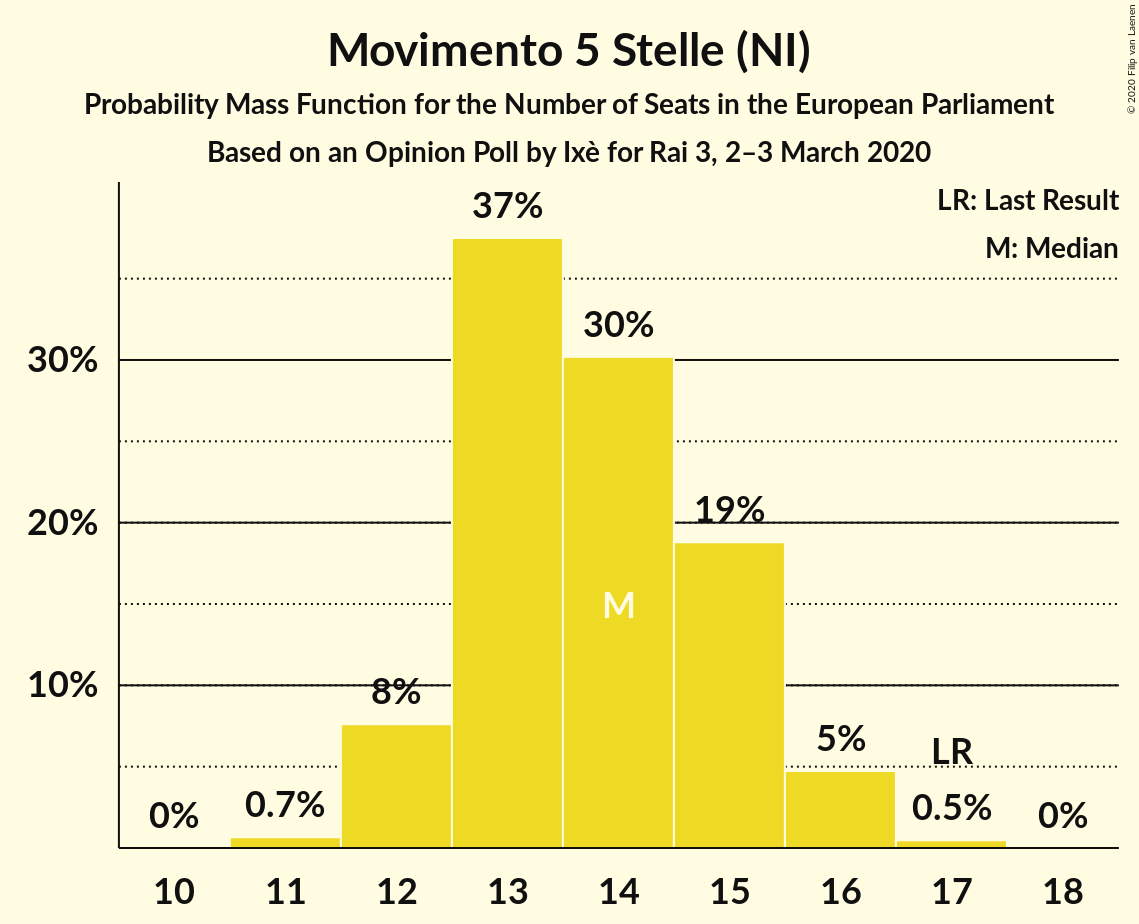 Movimento 5 Stelle (NI)
Probability Mass Function for the Number of Seats in the European Parliament
Based on an Opinion Poll by Ixè for Rai 3, 2–3 March 2020
© 2020 Filip van Laenen
LR: Last Result
M: Median
30%
20%
10%
0%
0.7%
8%
37%
30%
M
19%
5%
LR
0.5%
0%
10 11 12 13 14 15 16 17 18